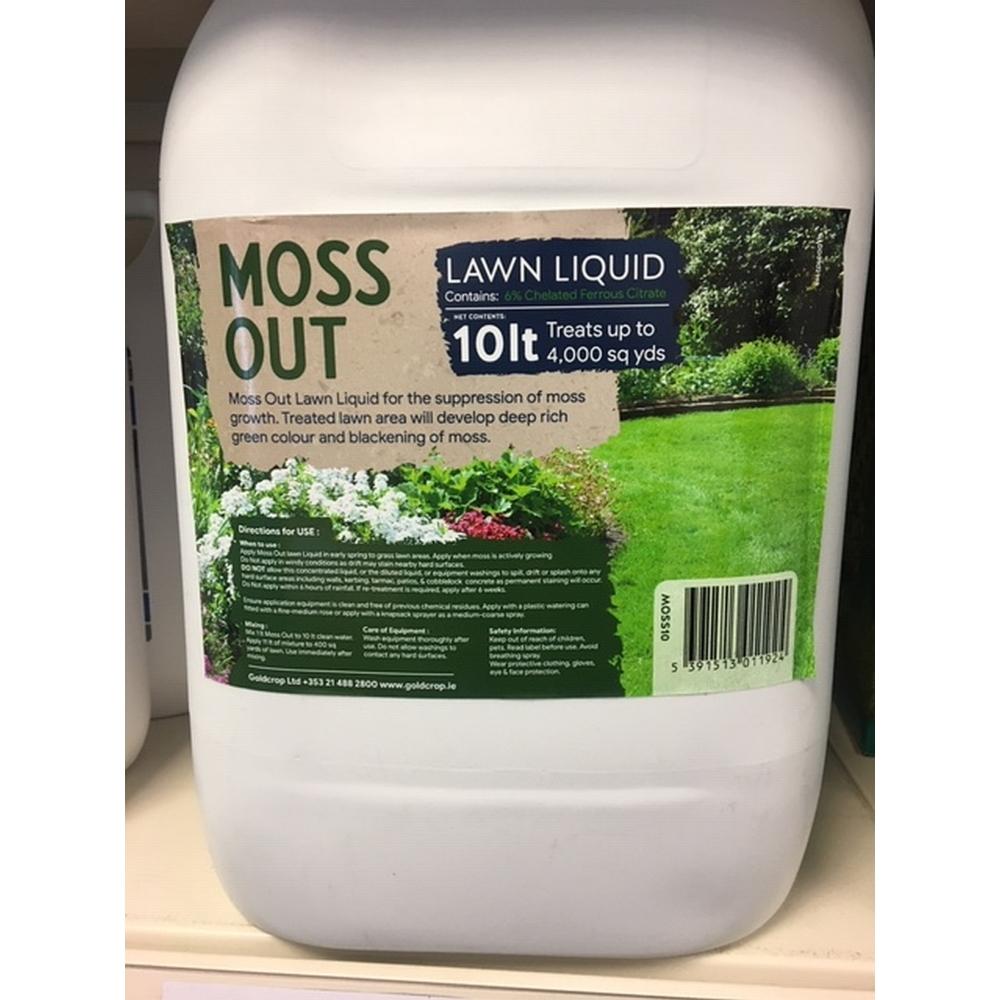 MOSS
OUT
LAWN LIQUID
Contains: 6% Chelated Ferrous Citrate
NET CONTENTS:
10lt
Treats up to
4,000 sq yds
Moss Out Lawn Liquid for the suppression of moss
growth. Treated lawn area will develop deep rich
green colour and blackening of moss.
Directions for USE :
When to use :
Apply Moss Out lawn Liquid in early spring to grass lawn areas. Apply when moss is actively growing
Do not apply in windy conditions as drift may stain nearby hard surfaces.
DO NOT allow this concentrated liquid, or the diluted liquid, or equipment washings to spill, drift or splash onto any
hard surface areas including walls, kerbing, tarmac, patios, & cobblelock concrete as permanent staining will occur.
Do not apply within 6 hours of rainfall. If re-treatment is required, apply after 6 weeks.
Ensure application equipment is clean and free of previous chemical residues. Apply with a plastic watering can
fitted with a fine-medium rose or apply with a knapsack sprayer as a medium-coarse spray.
Mixing :
Mix 1 lt Moss Out to 10 lt clean water.
Apply 11 lt of mixture to 400 sq
yards of lawn. Use immediately after
mixing.
Care of Equipment :
Wash equipment thoroughly after
use. Do not allow washings to
contact any hard surfaces.
Safety Information:
Keep out of reach of children,
pets. Read label before use. Avoid
breathing spray.
Wear protective clothing, gloves,
eye & face protection.
Goldcrop Ltd +353 21 488 2800 www.goldcrop.ie
MOSS10
5 391513 011924